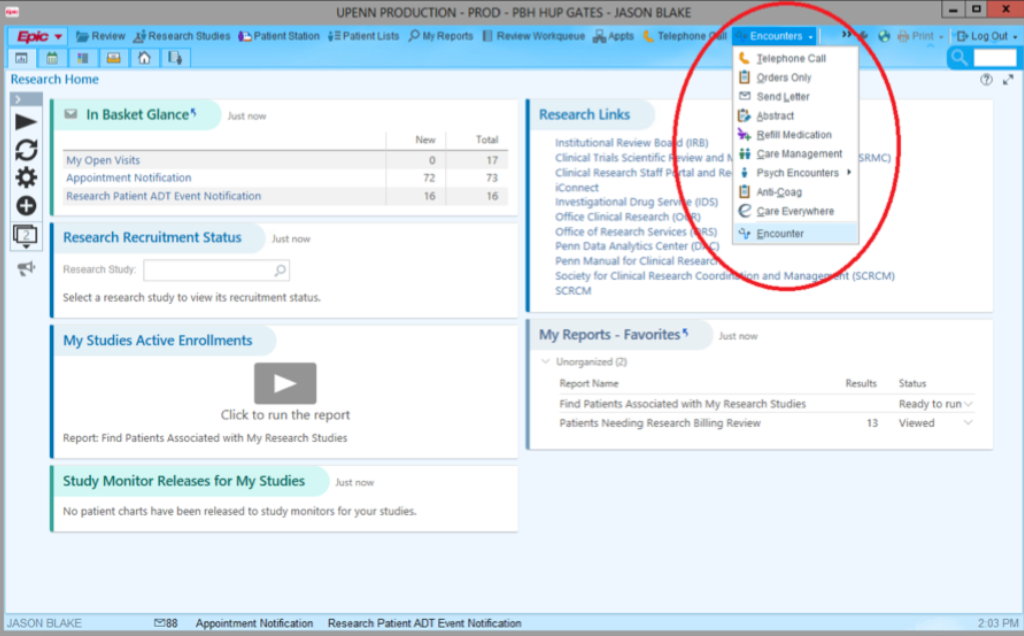 UPENN PRODUCTION - PROD - PBH HUP GATES - JASON BLAKE
Epic Review Research Studies Patient Station Patient Lists My Reports Review Workqueue Appts Telephone Call Encounters Print Log Out
Research Home
In Basket Glance Just now
New Total
My Open Visits 0 17
Appointment Notification 72 73
Research Patient ADT Event Notification 16 16
Research Recruitment Status Just now
Research Study:
Select a research study to view its recruitment status.
My Studies Active Enrollments
Click to run the report
Report: Find Patients Associated with My Research Studies
Study Monitor Releases for My Studies Just now
No patient charts have been released to study monitors for your studies.
Research Links
Institutional Review Board (IRB)
Clinical Trials Scientific Review and M SRMC)
Clinical Research Staff Portal and Re
iConnect
Investigational Drug Service (IDS)
Office Clinical Research (OCR)
Office of Research Services (ORS)
Penn Data Analytics Center (DAC)
Penn Manual for Clinical Research
Society for Clinical Research Coordination and Management (SCRCM)
SCRCM
Telephone Call
Orders Only
Send Letter
Abstract
Refill Medication
Care Management
Psych Encounters
Anti-Coag
Care Everywhere
Encounter
My Reports - Favorites Just now
Unorganized (2)
Report Name Results Status
Find Patients Associated with My Research Studies Ready to run
Patients Needing Research Billing Review 13 Viewed
JASON BLAKE 88 Appointment Notification Research Patient ADT Event Notification 2:03 PM